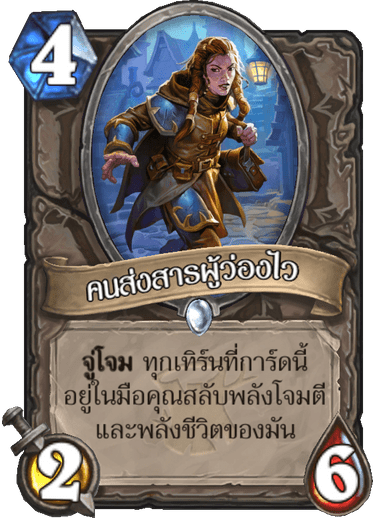 4
คนส่งสารผู้ว่องไว
จู่โจม ทุกเทิร์นที่การ์ดนี้
อยู่ในมือคุณสลับพลังโจมตี
และพลังชีวิตของมัน
2
6